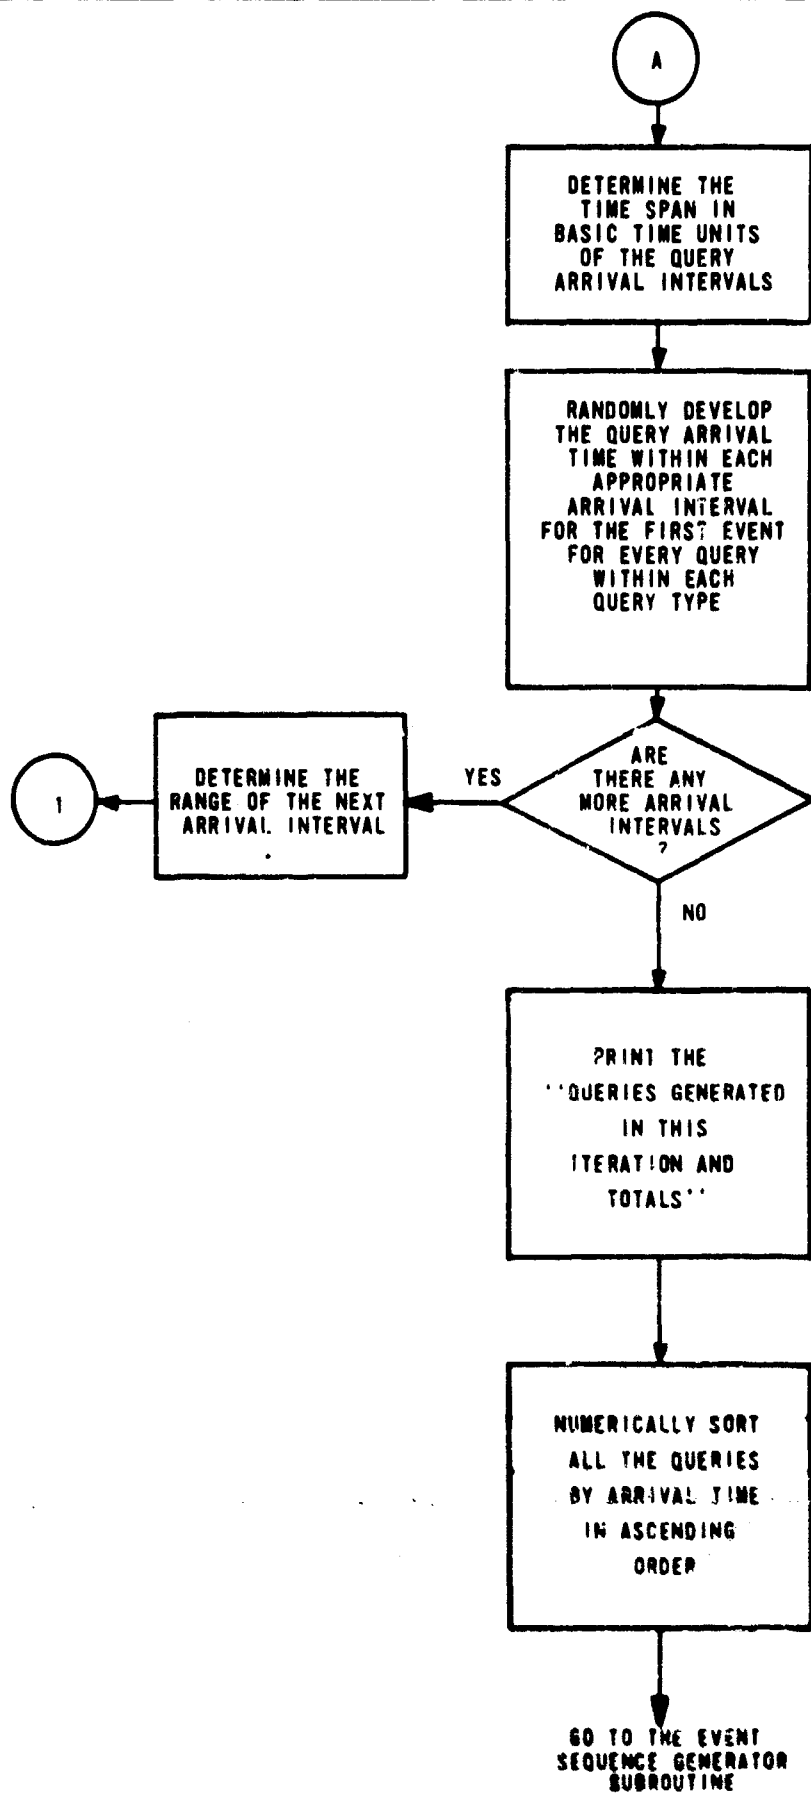 A
DETERMINE THE
TIME SPAN IN
BASIC TIME UNITS
OF THE QUERY
ARRIVAL INTERVALS
RANDOMLY DEVELOP
THE QUERY ARRIVAL
TIME WITHIN EACH
APPROPRIATE
ARRIVAL INTERVAL
FOR THE FIRST EVENT
FOR EVERY QUERY
WITHIN EACH
QUERY TYPE
ARE
THERE ANY
MORE ARRIVAL
INTERVALS
?
YES
DETERMINE THE
RANGE OF THE NEXT
ARRIVAL INTERVAL
1
NO
PRINT THE
''QUERIES GENERATED
IN THIS
ITERATION AND
TOTALS''
NUMERICALLY SORT
ALL THE QUERIES
BY ARRIVAL TIME
IN ASCENDING
ORDER
GO TO THE EVENT
SEQUENCE GENERATOR
SUBROUTINE